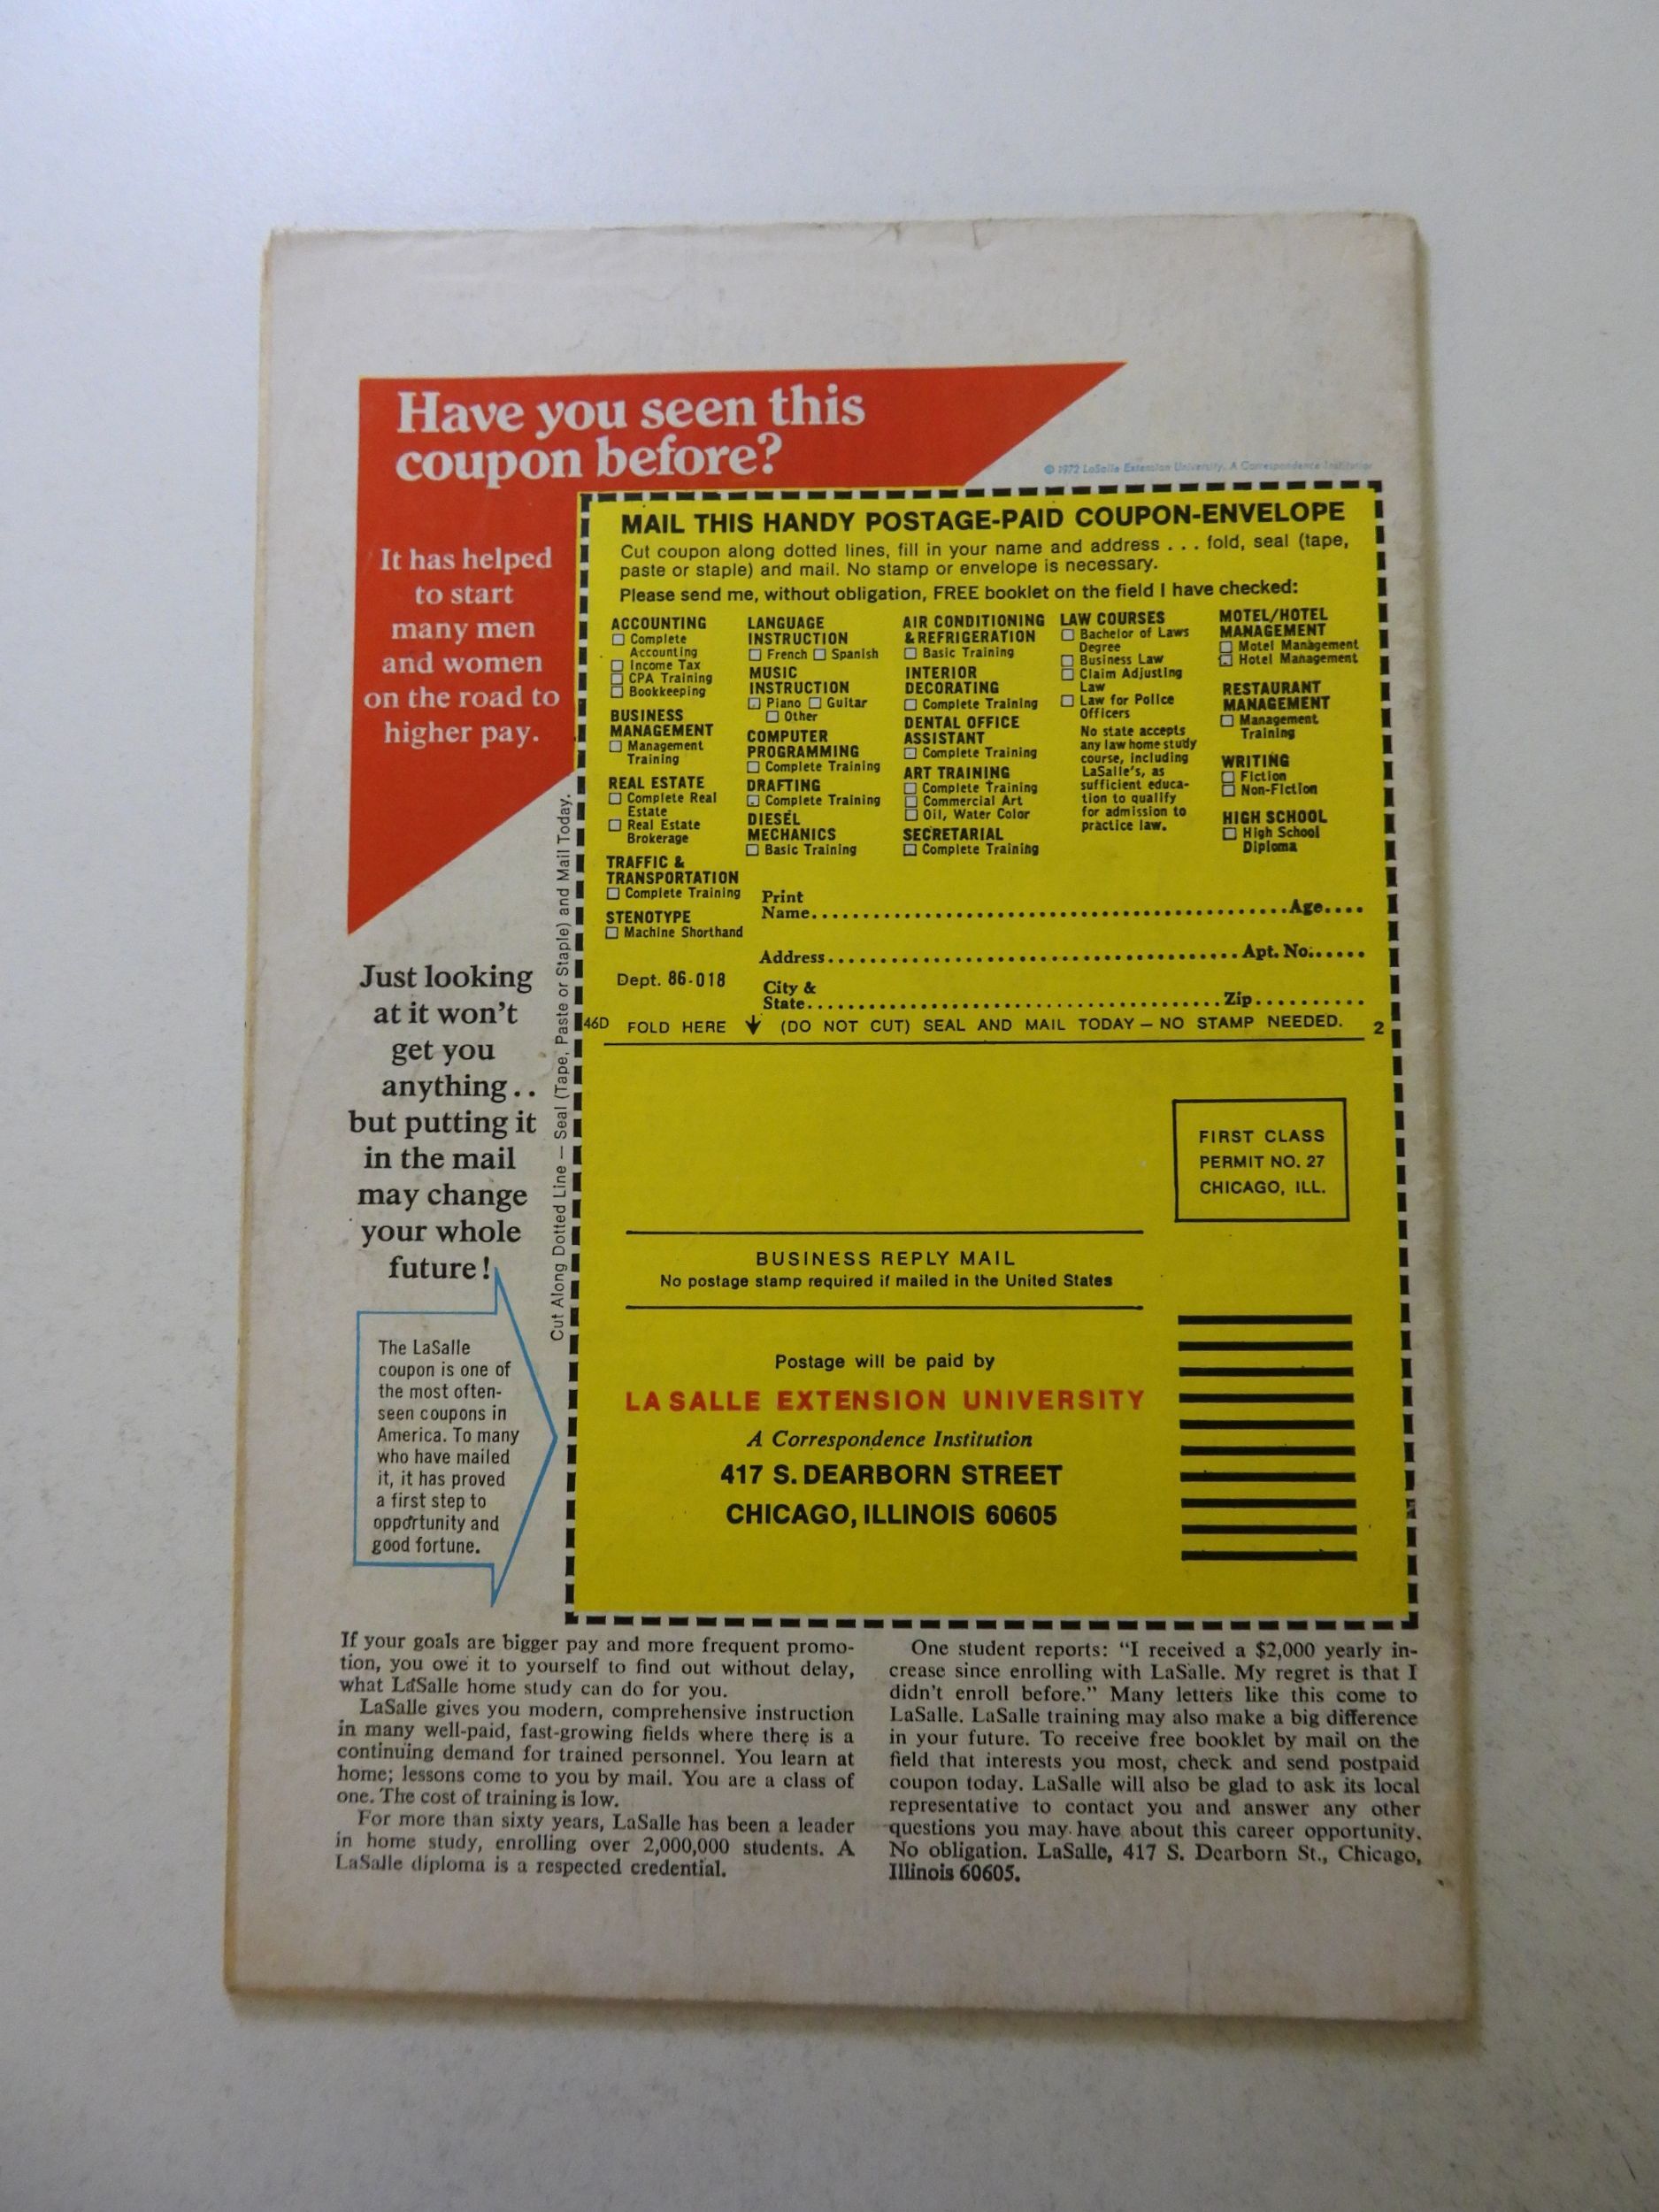 Have you seen this
coupon before?
© 1972 LaSalle Extension University, A Correspondence Institution
It has helped
to start
many men
and women
on the road to
higher pay.
MAIL THIS HANDY POSTAGE-PAID COUPON-ENVELOPE
Cut coupon along dotted lines, fill in your name and address . . . fold, seal (tape,
paste or staple) and mail. No stamp or envelope is necessary.
Please send me, without obligation, FREE booklet on the field I have checked:
ACCOUNTING
Complete
Accounting
Income Tax
CPA Training
Bookkeeping
BUSINESS
MANAGEMENT
Management
Training
REAL ESTATE
Complete Real
Estate
Real Estate
Brokerage
TRAFFIC &
TRANSPORTATION
Complete Training
STENOTYPE
Machine Shorthand
LANGUAGE
INSTRUCTION
French Spanish
MUSIC
INSTRUCTION
Piano Guitar
Other
COMPUTER
PROGRAMMING
Complete Training
DRAFTING
Complete Training
DIESEL
MECHANICS
Basic Training
AIR CONDITIONING
& REFRIGERATION
Basic Training
INTERIOR
DECORATING
Complete Training
DENTAL OFFICE
ASSISTANT
Complete Training
ART TRAINING
Complete Training
Commercial Art
Oil, Water Color
SECRETARIAL
Complete Training
LAW COURSES
Bachelor of Laws
Degree
Business Law
Claim Adjusting
Law
Law for Police
Officers
No state accepts
any law home study
course, including
LaSalle's, as
sufficient educa-
tion to qualify
for admission to
practice law.
MOTEL/HOTEL
MANAGEMENT
Motel Management
Hotel Management
RESTAURANT
MANAGEMENT
Management
Training
WRITING
Fiction
Non-Fiction
HIGH SCHOOL
High School
Diploma
Print
Name................................................Age....
Address..........................................Apt. No......
Dept. 86-018
City &
State..........................................Zip...........
46D FOLD HERE ↓ (DO NOT CUT) SEAL AND MAIL TODAY — NO STAMP NEEDED. 2
Cut Along Dotted Line — Seal (Tape, Paste or Staple) and Mail Today.
Just looking
at it won't
get you
anything . .
but putting it
in the mail
may change
your whole
future!
The LaSalle
coupon is one of
the most often-
seen coupons in
America. To many
who have mailed
it, it has proved
a first step to
opportunity and
good fortune.
FIRST CLASS
PERMIT NO. 27
CHICAGO, ILL.
BUSINESS REPLY MAIL
No postage stamp required if mailed in the United States
Postage will be paid by
LA SALLE EXTENSION UNIVERSITY
A Correspondence Institution
417 S. DEARBORN STREET
CHICAGO, ILLINOIS 60605
If your goals are bigger pay and more frequent promo-
tion, you owe it to yourself to find out without delay,
what LaSalle home study can do for you.
LaSalle gives you modern, comprehensive instruction
in many well-paid, fast-growing fields where there is a
continuing demand for trained personnel. You learn at
home; lessons come to you by mail. You are a class of
one. The cost of training is low.
For more than sixty years, LaSalle has been a leader
in home study, enrolling over 2,000,000 students. A
LaSalle diploma is a respected credential.
One student reports: "I received a $2,000 yearly in-
crease since enrolling with LaSalle. My regret is that I
didn't enroll before." Many letters like this come to
LaSalle. LaSalle training may also make a big difference
in your future. To receive free booklet by mail on the
field that interests you most, check and send postpaid
coupon today. LaSalle will also be glad to ask its local
representative to contact you and answer any other
questions you may have about this career opportunity.
No obligation. LaSalle, 417 S. Dearborn St., Chicago,
Illinois 60605.